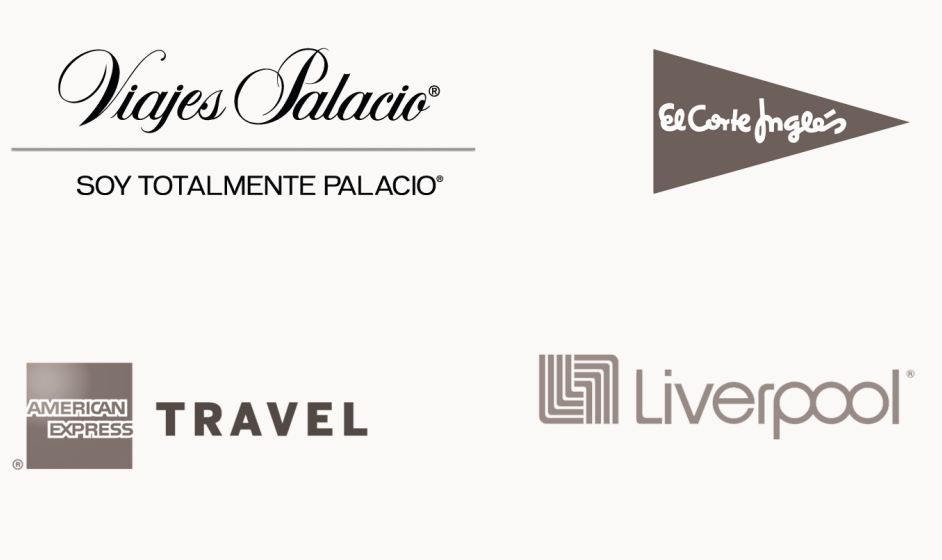 Viajes Palacio®
SOY TOTALMENTE PALACIO®
El Corte Inglés
AMERICAN
EXPRESS
®
TRAVEL
Liverpool®